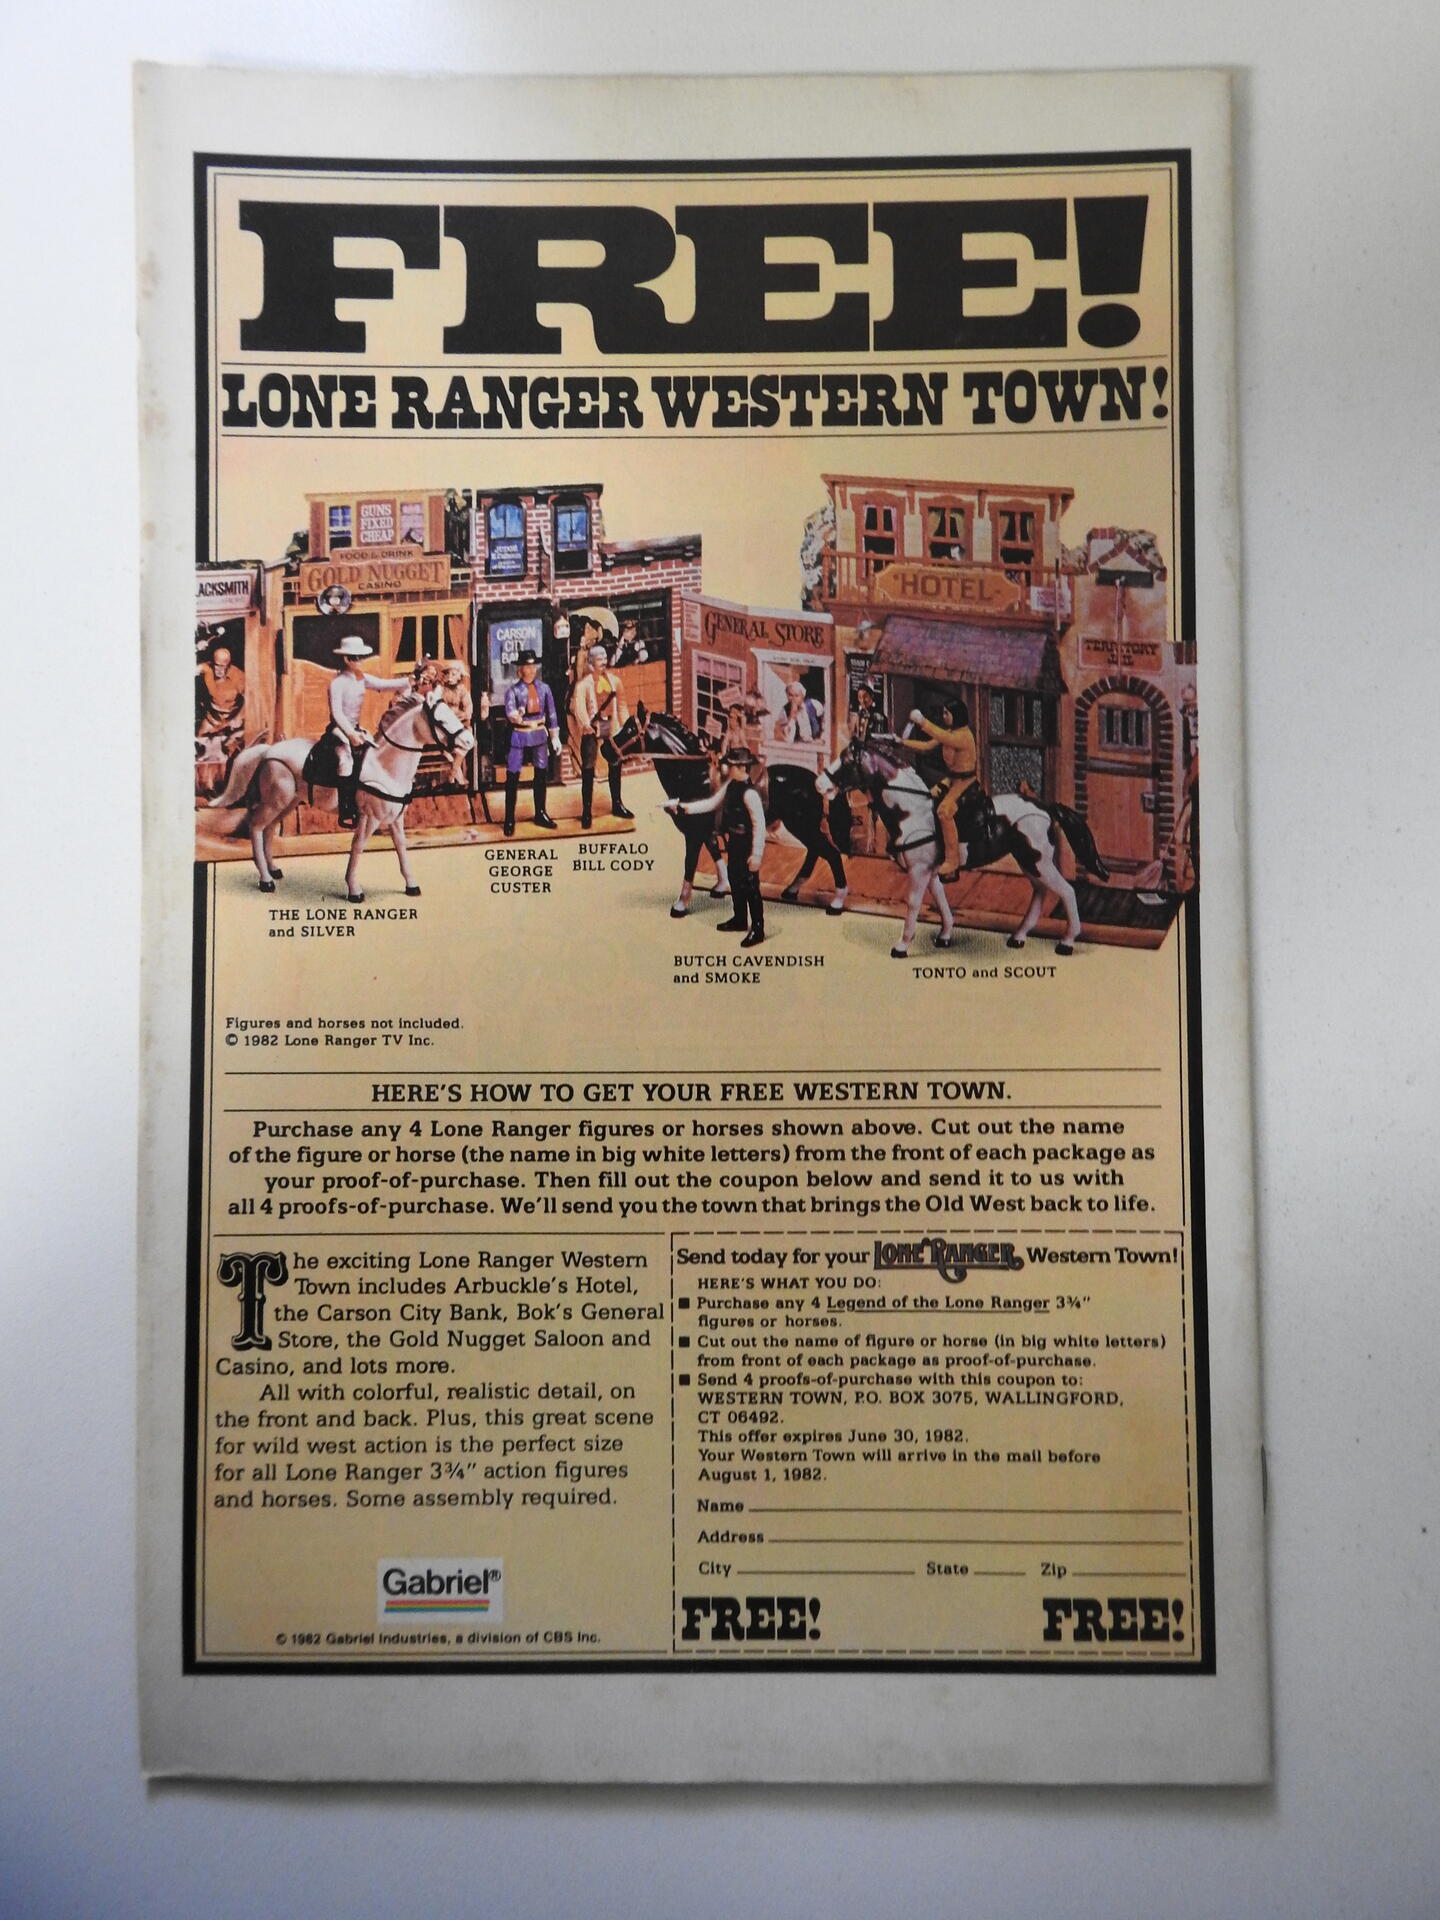 FREE!
LONE RANGER WESTERN TOWN!
GUNS
FIXED
CHEAP
FOOD & DRINK
GOLD NUGGET
CASINO
ACKSMITH
CARSON
CITY
GENERAL STORE
HOTEL
GENERAL
GEORGE
CUSTER
BUFFALO
BILL CODY
THE LONE RANGER
and SILVER
BUTCH CAVENDISH
and SMOKE
TONTO and SCOUT
Figures and horses not included.
© 1982 Lone Ranger TV Inc.
HERE'S HOW TO GET YOUR FREE WESTERN TOWN.
Purchase any 4 Lone Ranger figures or horses shown above. Cut out the name
of the figure or horse (the name in big white letters) from the front of each package as
your proof-of-purchase. Then fill out the coupon below and send it to us with
all 4 proofs-of-purchase. We'll send you the town that brings the Old West back to life.
The exciting Lone Ranger Western
Town includes Arbuckle's Hotel,
the Carson City Bank, Bok's General
Store, the Gold Nugget Saloon and
Casino, and lots more.
All with colorful, realistic detail, on
the front and back. Plus, this great scene
for wild west action is the perfect size
for all Lone Ranger 3¾" action figures
and horses. Some assembly required.
Gabriel®
© 1982 Gabriel Industries, a division of CBS Inc.
Send today for your LONE RANGER Western Town!
HERE'S WHAT YOU DO:
■ Purchase any 4 Legend of the Lone Ranger 3¾"
figures or horses.
■ Cut out the name of figure or horse (in big white letters)
from front of each package as proof-of-purchase.
■ Send 4 proofs-of-purchase with this coupon to:
WESTERN TOWN, P.O. BOX 3075, WALLINGFORD,
CT 06492.
This offer expires June 30, 1982.
Your Western Town will arrive in the mail before
August 1, 1982.
Name
Address
City State Zip
FREE! FREE!